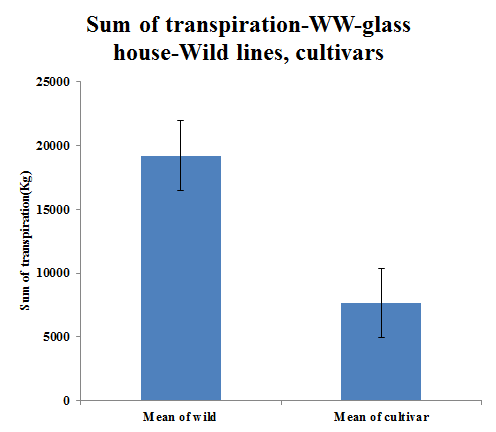 Sum of transpiration-WW-glass
house-Wild lines, cultivars
25000
20000
15000
10000
5000
0
Sum of transpiration(Kg)
Mean of wild
Mean of cultivar